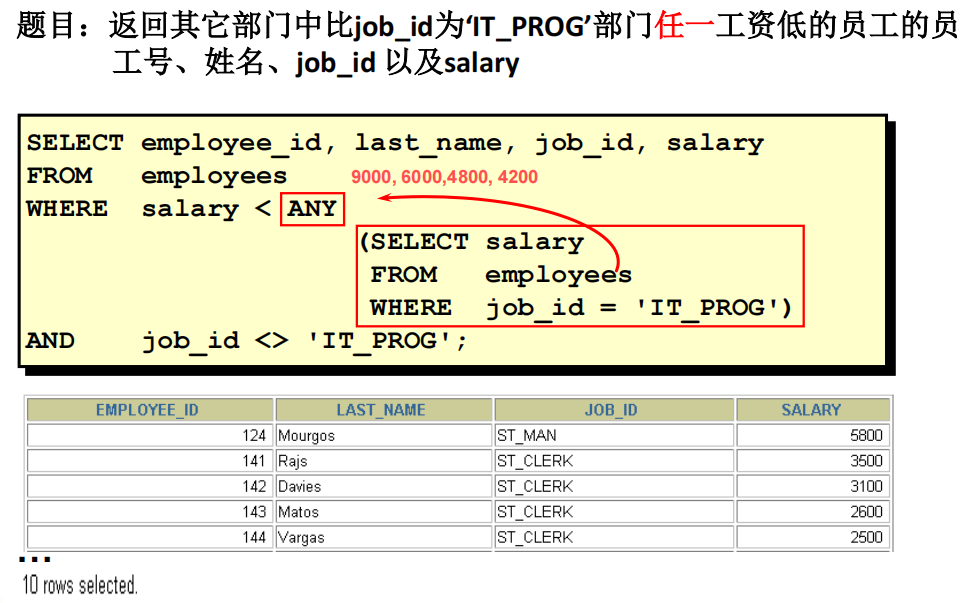 题目：返回其它部门中比job_id为‘IT_PROG’部门任一工资低的员工的员
工号、姓名、job_id 以及salary
SELECT employee_id, last_name, job_id, salary
FROM employees 9000, 6000,4800, 4200
WHERE salary < ANY
(SELECT salary
FROM employees
WHERE job_id = 'IT_PROG')
AND job_id <> 'IT_PROG';
EMPLOYEE_ID LAST_NAME JOB_ID SALARY
124 Mourgos ST_MAN 5800
141 Rajs ST_CLERK 3500
142 Davies ST_CLERK 3100
143 Matos ST_CLERK 2600
144 Vargas ST_CLERK 2500
...
10 rows selected.